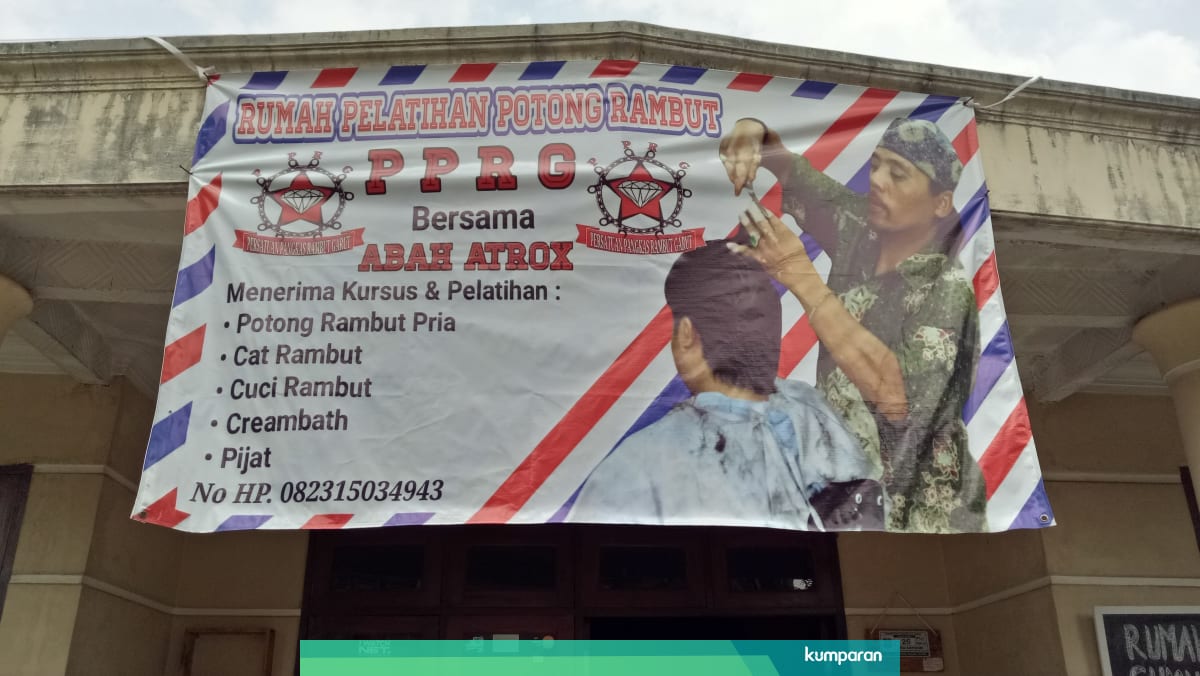 RUMAH PELATIHAN POTONG RAMBUT
P P R G
P P R G
PERSATUAN PANGKAS RAMBUT GARUT
P P R G
PERSATUAN PANGKAS RAMBUT GARUT
Bersama
ABAH ATROX
Menerima Kursus & Pelatihan :
• Potong Rambut Pria
• Cat Rambut
• Cuci Rambut
• Creambath
• Pijat
No HP. 082315034943
kumparan
RUMAH